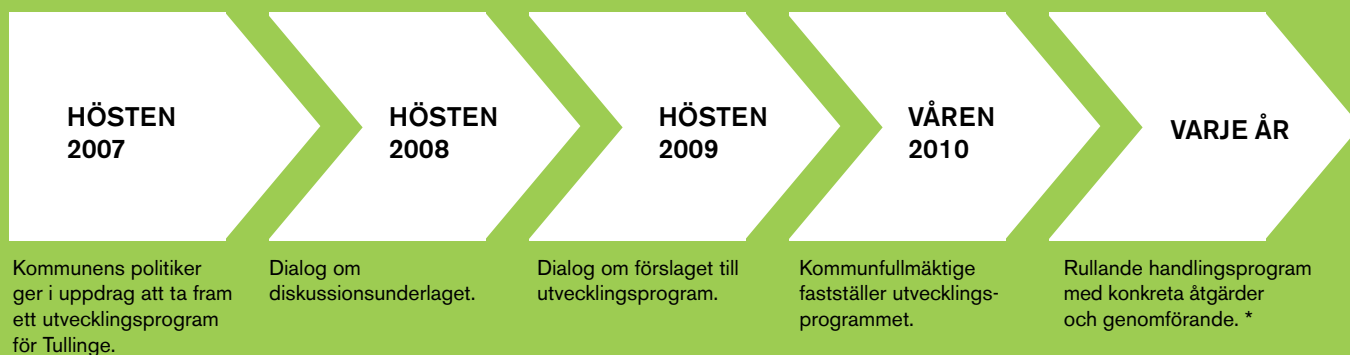 HÖSTEN
2007
HÖSTEN
2008
HÖSTEN
2009
VÅREN
2010
VARJE ÅR
Kommunens politiker
ger i uppdrag att ta fram
ett utvecklingsprogram
för Tullinge.
Dialog om
diskussionsunderlaget.
Dialog om förslaget till
utvecklingsprogram.
Kommunfullmäktige
fastställer utvecklings-
programmet.
Rullande handlingsprogram
med konkreta åtgärder
och genomförande. *